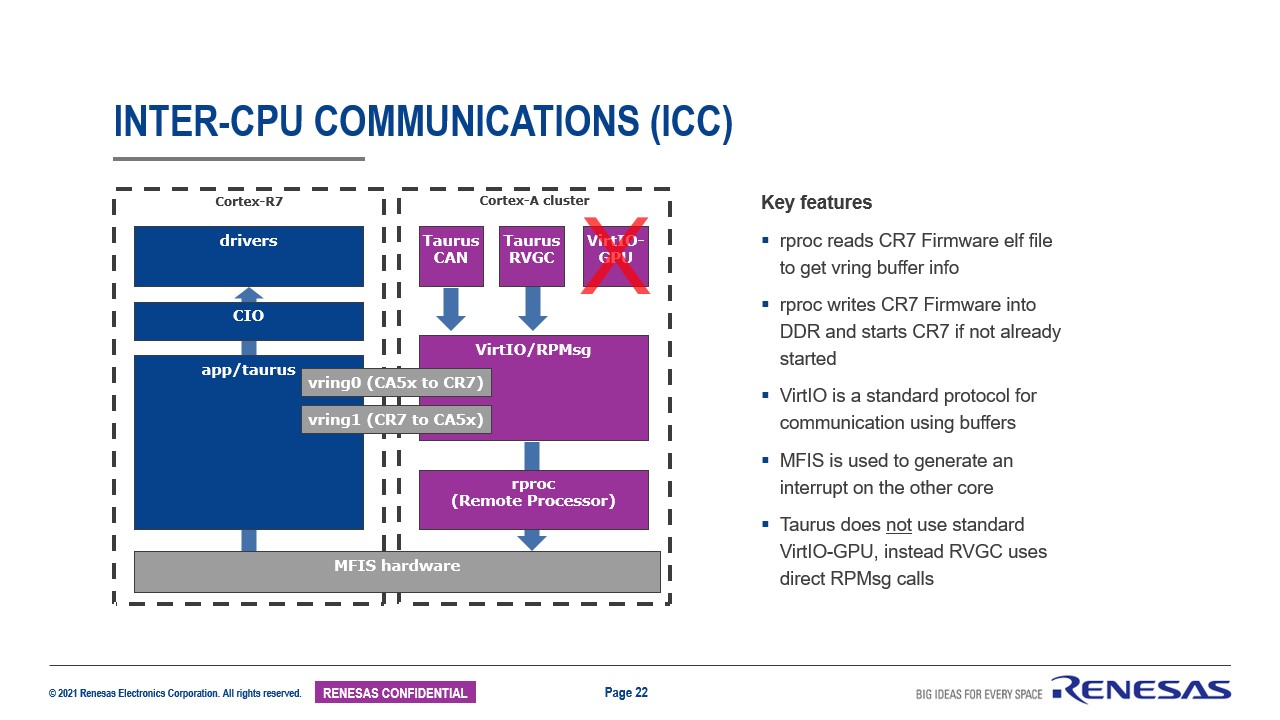 INTER-CPU COMMUNICATIONS (ICC)
Cortex-R7
drivers
CIO
app/taurus
Cortex-A cluster
Taurus
CAN
Taurus
RVGC
VirtIO-
GPU
VirtIO/RPMsg
vring0 (CA5x to CR7)
vring1 (CR7 to CA5x)
rproc
(Remote Processor)
MFIS hardware
Key features
▪ rproc reads CR7 Firmware elf file
to get vring buffer info
▪ rproc writes CR7 Firmware into
DDR and starts CR7 if not already
started
▪ VirtIO is a standard protocol for
communication using buffers
▪ MFIS is used to generate an
interrupt on the other core
▪ Taurus does not use standard
VirtIO-GPU, instead RVGC uses
direct RPMsg calls
© 2021 Renesas Electronics Corporation. All rights reserved.
RENESAS CONFIDENTIAL
Page 22
BIG IDEAS FOR EVERY SPACE
RENESAS